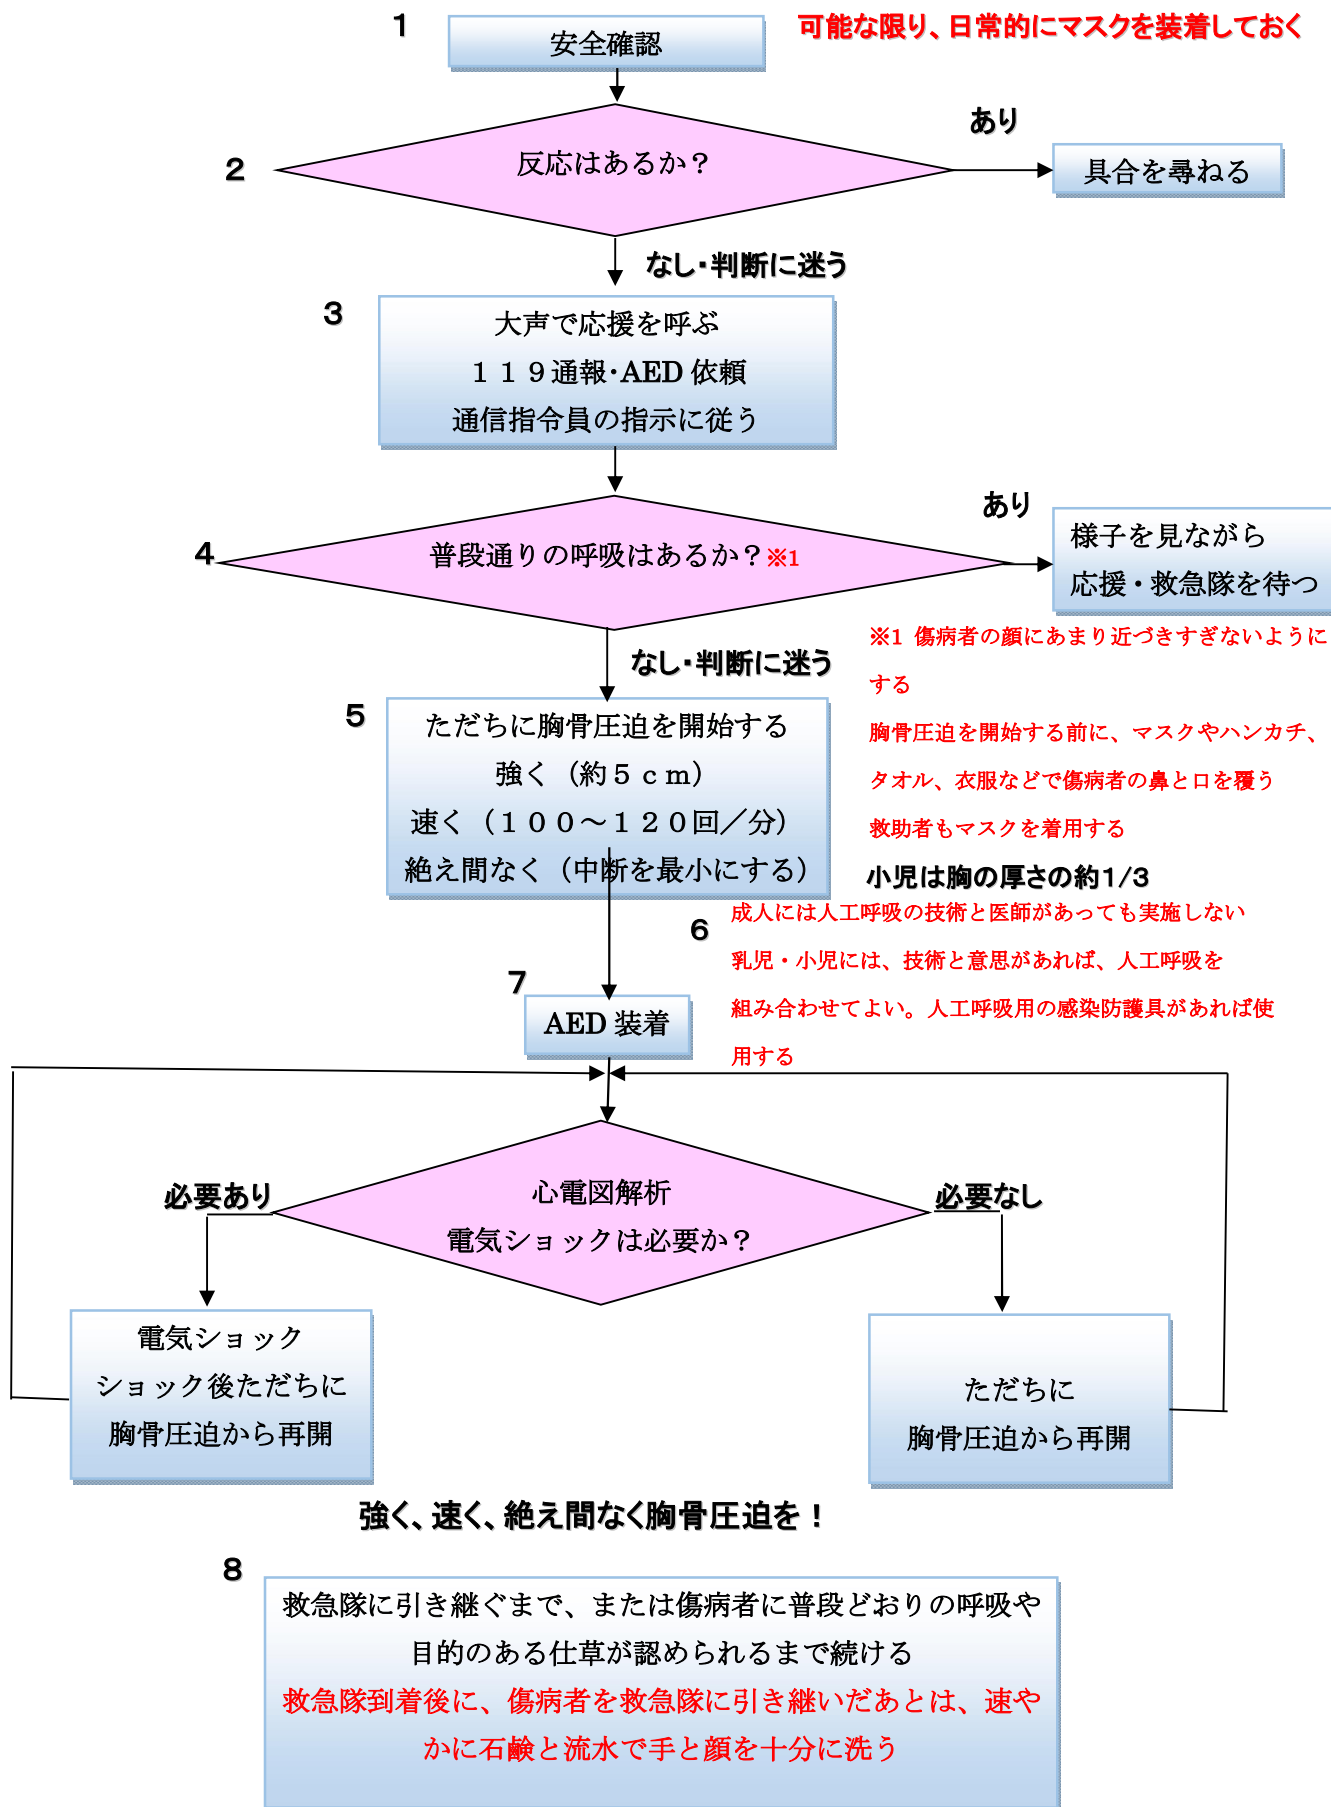 1
安全確認
可能な限り、日常的にマスクを装着しておく
2
反応はあるか？
あり
具合を尋ねる
なし・判断に迷う
3
大声で応援を呼ぶ
１１９通報・AED 依頼
通信指令員の指示に従う
4
普段通りの呼吸はあるか？※1
あり
様子を見ながら
応援・救急隊を待つ
なし・判断に迷う
※1 傷病者の顔にあまり近づきすぎないように
する
胸骨圧迫を開始する前に、マスクやハンカチ、
タオル、衣服などで傷病者の鼻と口を覆う
救助者もマスクを着用する
5
ただちに胸骨圧迫を開始する
強く（約５ｃｍ）
速く（１００～１２０回／分）
絶え間なく（中断を最小にする）
小児は胸の厚さの約1/3
6
成人には人工呼吸の技術と医師があっても実施しない
乳児・小児には、技術と意思があれば、人工呼吸を
組み合わせてよい。人工呼吸用の感染防護具があれば使
用する
7
AED 装着
心電図解析
電気ショックは必要か？
必要あり
必要なし
電気ショック
ショック後ただちに
胸骨圧迫から再開
ただちに
胸骨圧迫から再開
強く、速く、絶え間なく胸骨圧迫を！
8
救急隊に引き継ぐまで、または傷病者に普段どおりの呼吸や
目的のある仕草が認められるまで続ける
救急隊到着後に、傷病者を救急隊に引き継いだあとは、速や
かに石鹸と流水で手と顔を十分に洗う